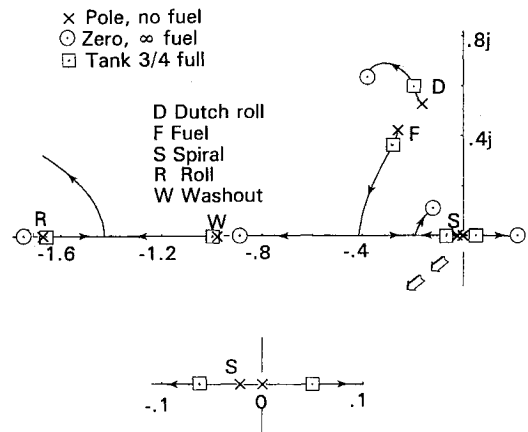 × Pole, no fuel
⊙ Zero, ∞ fuel
⊡ Tank 3/4 full
.8j
D
D Dutch roll
F Fuel
S Spiral
R Roll
W Washout
F
.4j
R
W
S
-1.6
-1.2
-.8
-.4
S
-.1
0
.1